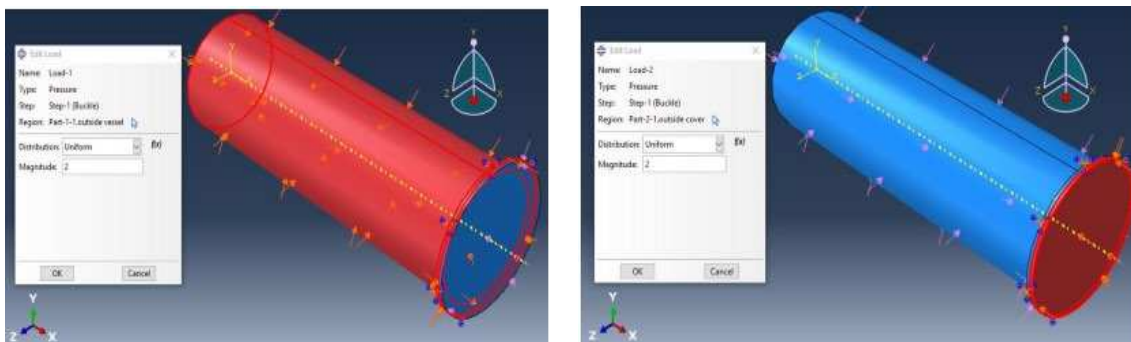 Edit Load
Name: Load-1
Type: Pressure
Step: Step-1 (Buckle)
Region: Part-1-1.outside vessel
Distribution: Uniform f(x)
Magnitude: 2
OK Cancel
Y
Z X
Y
Z X
Edit Load
Name: Load-2
Type: Pressure
Step: Step-1 (Buckle)
Region: Part-2-1.outside cover
Distribution: Uniform f(x)
Magnitude: 2
OK Cancel
Y
Z X
Y
Z X